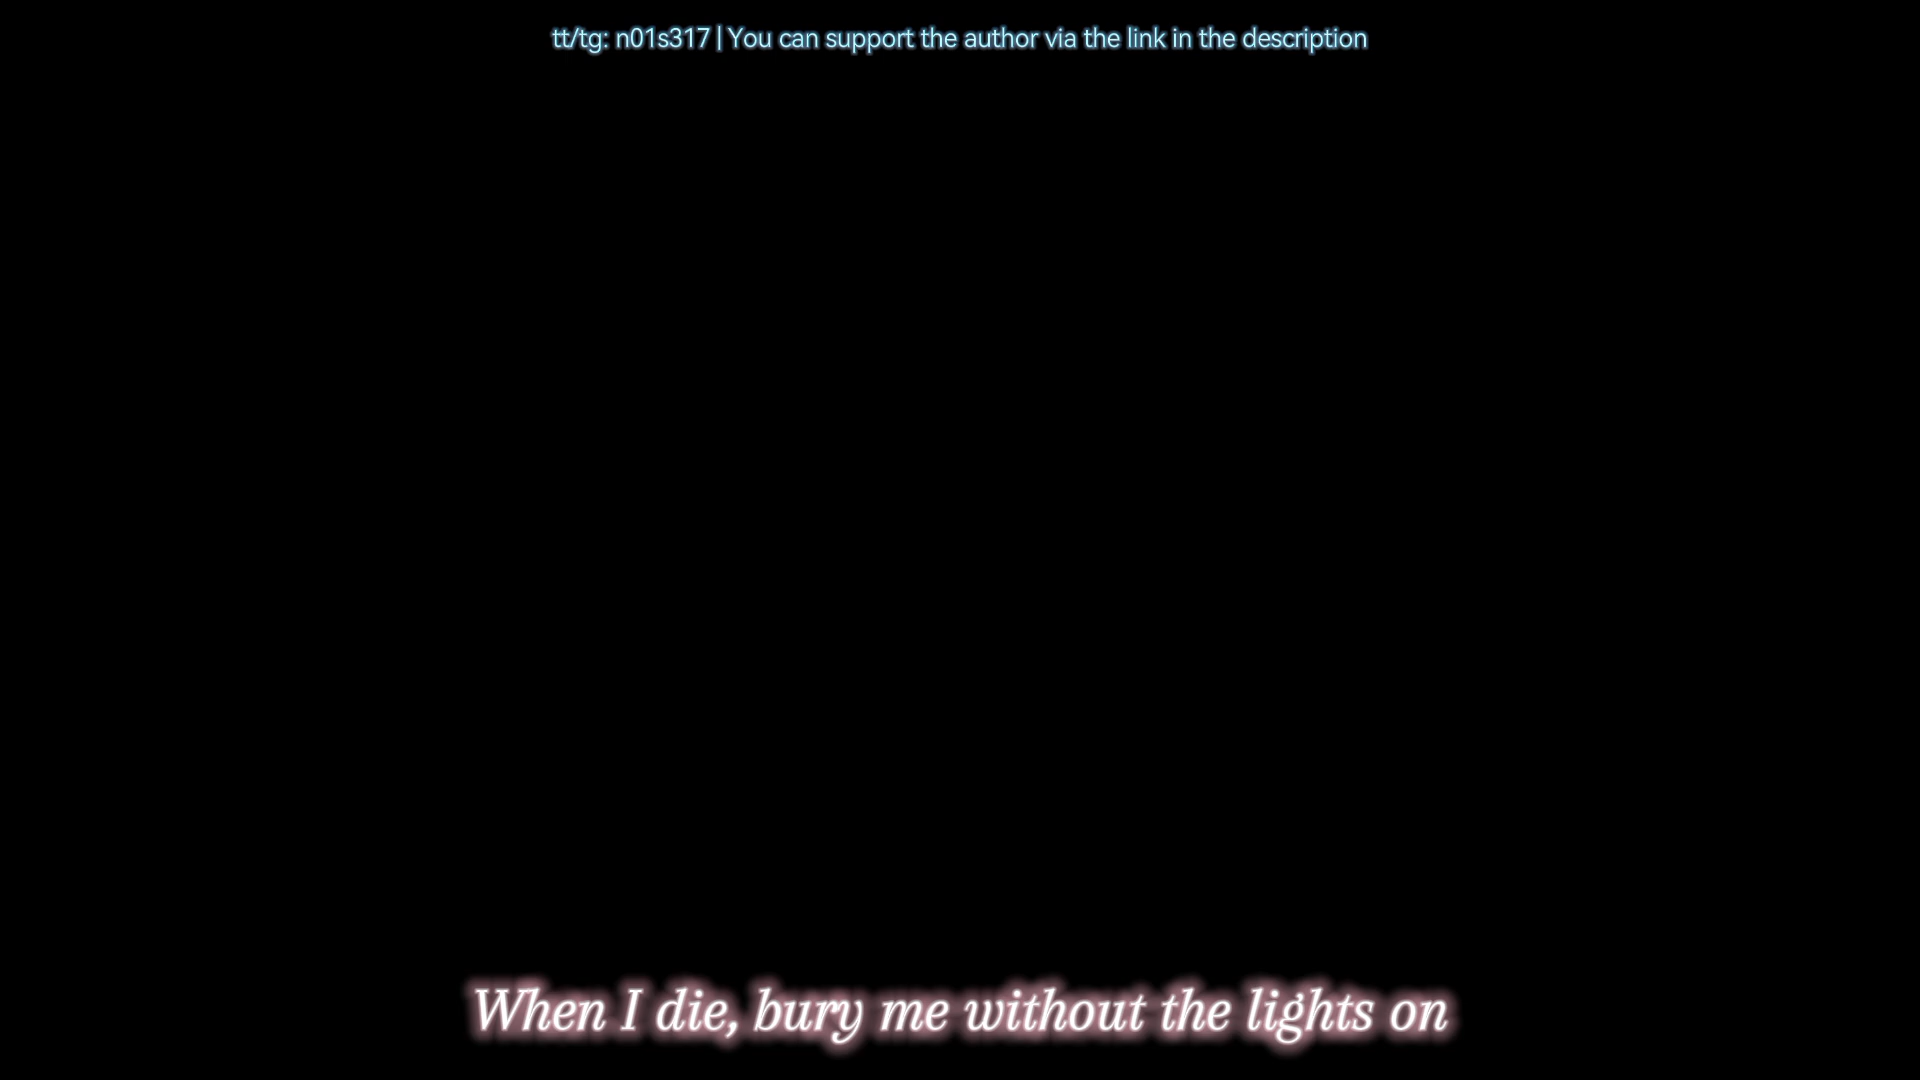 tt/tg: n01s317 | You can support the author via the link in the description
When I die, bury me without the lights on